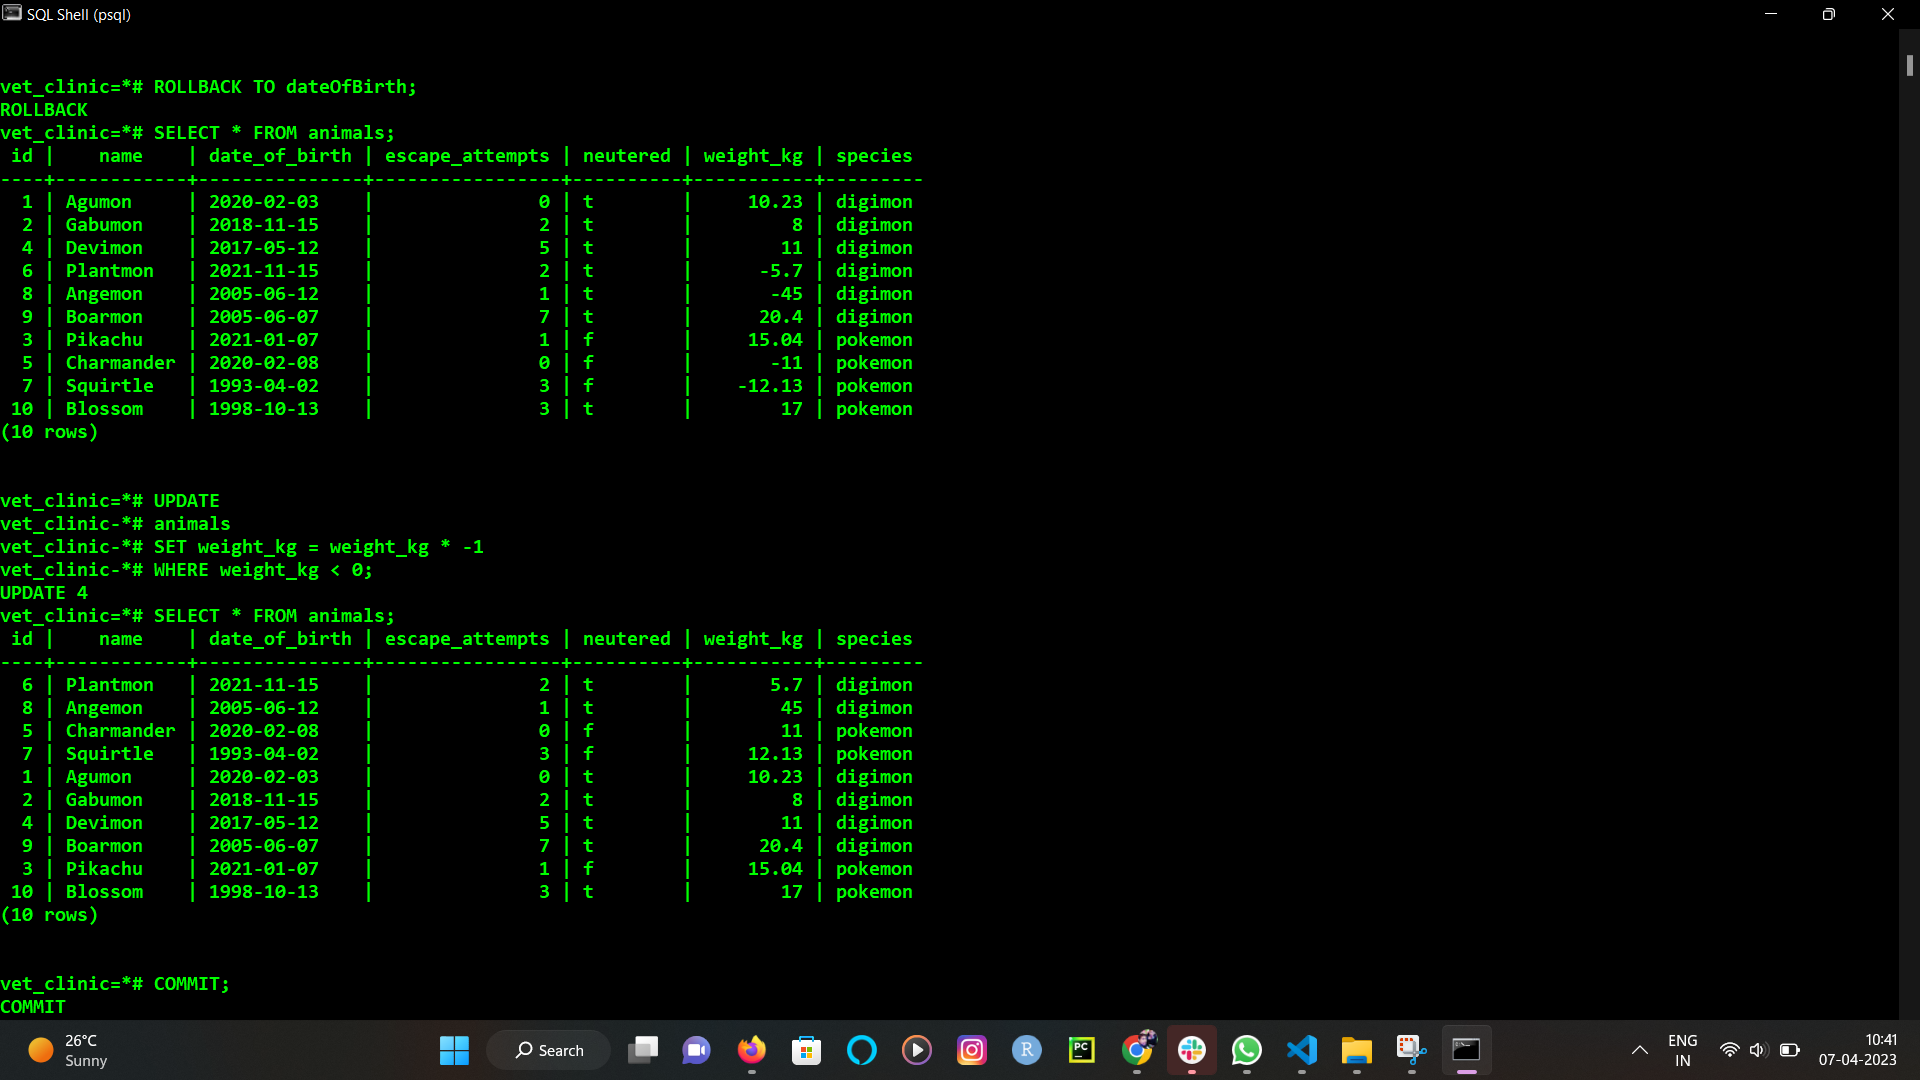 SQL Shell (psql)
vet_clinic=*# ROLLBACK TO dateOfBirth;
ROLLBACK
vet_clinic=*# SELECT * FROM animals;
 id |    name    | date_of_birth | escape_attempts | neutered | weight_kg | species
----+------------+---------------+-----------------+----------+-----------+---------
  1 | Agumon     | 2020-02-03    |               0 | t        |     10.23 | digimon
  2 | Gabumon    | 2018-11-15    |               2 | t        |         8 | digimon
  4 | Devimon    | 2017-05-12    |               5 | t        |        11 | digimon
  6 | Plantmon   | 2021-11-15    |               2 | t        |      -5.7 | digimon
  8 | Angemon    | 2005-06-12    |               1 | t        |       -45 | digimon
  9 | Boarmon    | 2005-06-07    |               7 | t        |      20.4 | digimon
  3 | Pikachu    | 2021-01-07    |               1 | f        |     15.04 | pokemon
  5 | Charmander | 2020-02-08    |               0 | f        |       -11 | pokemon
  7 | Squirtle   | 1993-04-02    |               3 | f        |    -12.13 | pokemon
 10 | Blossom    | 1998-10-13    |               3 | t        |        17 | pokemon
(10 rows)
vet_clinic=*# UPDATE
vet_clinic-*# animals
vet_clinic-*# SET weight_kg = weight_kg * -1
vet_clinic-*# WHERE weight_kg < 0;
UPDATE 4
vet_clinic=*# SELECT * FROM animals;
 id |    name    | date_of_birth | escape_attempts | neutered | weight_kg | species
----+------------+---------------+-----------------+----------+-----------+---------
  6 | Plantmon   | 2021-11-15    |               2 | t        |       5.7 | digimon
  8 | Angemon    | 2005-06-12    |               1 | t        |        45 | digimon
  5 | Charmander | 2020-02-08    |               0 | f        |        11 | pokemon
  7 | Squirtle   | 1993-04-02    |               3 | f        |     12.13 | pokemon
  1 | Agumon     | 2020-02-03    |               0 | t        |     10.23 | digimon
  2 | Gabumon    | 2018-11-15    |               2 | t        |         8 | digimon
  4 | Devimon    | 2017-05-12    |               5 | t        |        11 | digimon
  9 | Boarmon    | 2005-06-07    |               7 | t        |      20.4 | digimon
  3 | Pikachu    | 2021-01-07    |               1 | f        |     15.04 | pokemon
 10 | Blossom    | 1998-10-13    |               3 | t        |        17 | pokemon
(10 rows)
vet_clinic=*# COMMIT;
COMMIT
26°C
Sunny
Search
R
PC
ENG
IN
10:41
07-04-2023